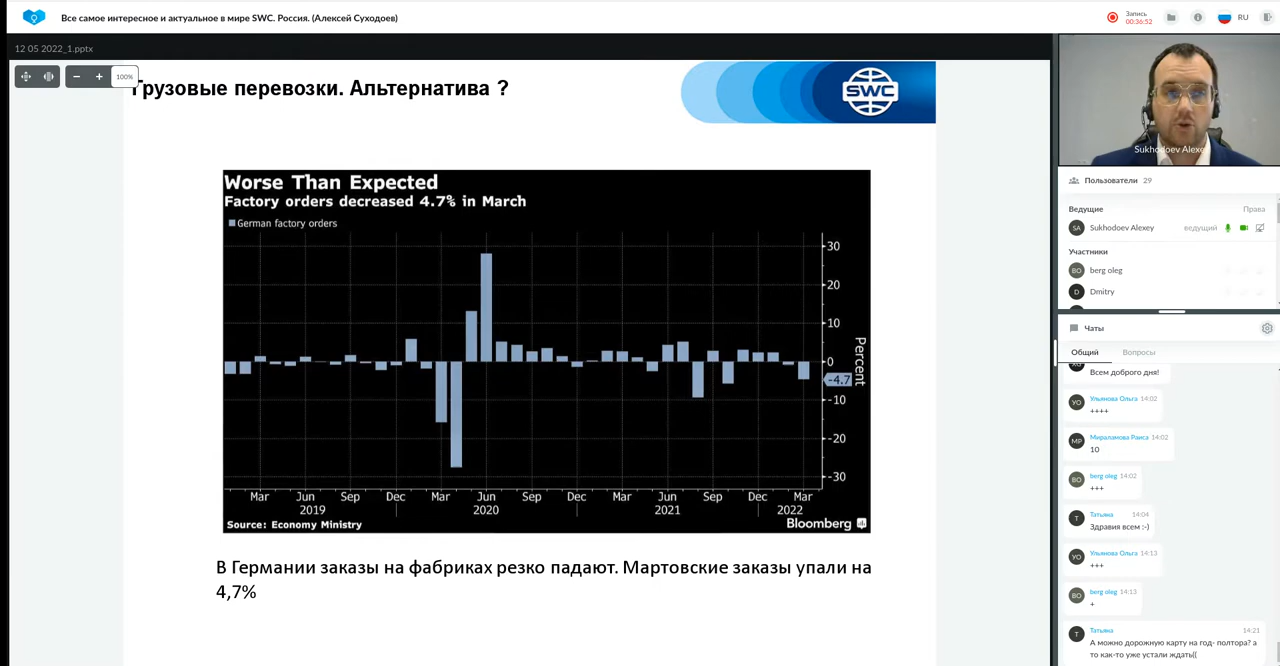 Все самое интересное и актуальное в мире SWC. Россия. (Алексей Суходоев)
Запись
00:36:52
RU
12 05 2022_1.pptx
100%
Грузовые перевозки. Альтернатива ?
SWC
Worse Than Expected
Factory orders decreased 4.7% in March
German factory orders
30
20
10
0
-4.7
-10
-20
-30
Percent
Mar Jun Sep Dec Mar Jun Sep Dec Mar Jun Sep Dec Mar
2019 2020 2021 2022
Source: Economy Ministry
Bloomberg
В Германии заказы на фабриках резко падают. Мартовские заказы упали на
4,7%
Sukhodoev Alexey
Пользователи 29
Ведущие Права
SA Sukhodoev Alexey ведущий
Участники
BO berg oleg
D Dmitry
Чаты
Общий Вопросы
Всем доброго дня!
УО Ульянова Ольга 14:02
++++
МР Мираламова Раиса 14:02
10
BO berg oleg 14:02
+++
Т Татьяна 14:04
Здравия всем ;-)
УО Ульянова Ольга 14:13
+++
BO berg oleg 14:13
+
Т Татьяна 14:21
А можно дорожную карту на год- полтора? а
то как-то уже устали ждать((